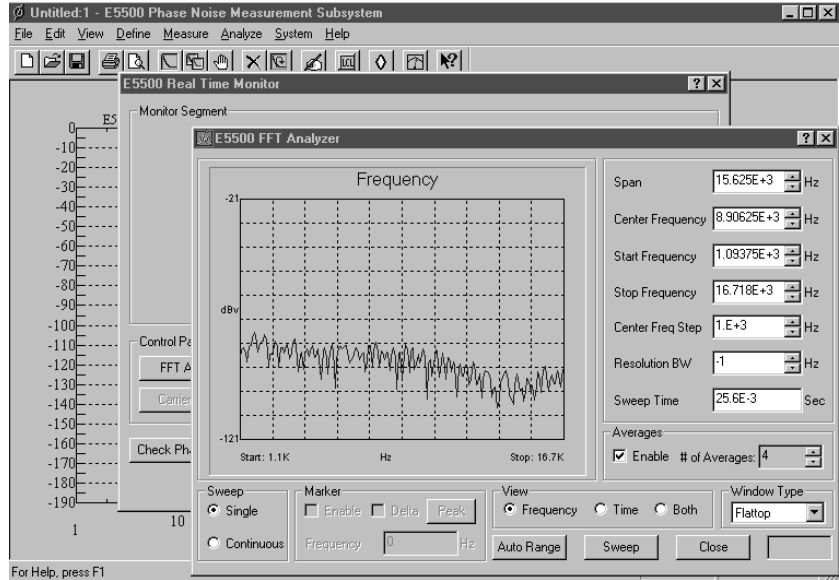 Untitled:1 - E5500 Phase Noise Measurement Subsystem
File Edit View Define Measure Analyze System Help
E5500 Real Time Monitor
Monitor Segment
E5
0
-10
-20
-30
-40
-50
-60
-70
-80
-90
-100
-110
-120
-130
-140
-150
-160
-170
-180
-190
1
10
Control Pa
FFT A
Carrier
Check Ph
E5500 FFT Analyzer
Frequency
-21
dBv
-121
Start: 1.1K Hz Stop: 16.7K
Span 15.625E+3 Hz
Center Frequency 8.90625E+3 Hz
Start Frequency 1.09375E+3 Hz
Stop Frequency 16.718E+3 Hz
Center Freq Step 1.E+3 Hz
Resolution BW -1 Hz
Sweep Time 25.6E-3 Sec
Averages
Enable # of Averages: 4
Sweep
Single
Continuous
Marker
Enable Delta Peak
Frequency 0 Hz
View
Frequency Time Both
Window Type
Flattop
Auto Range Sweep Close
For Help, press F1